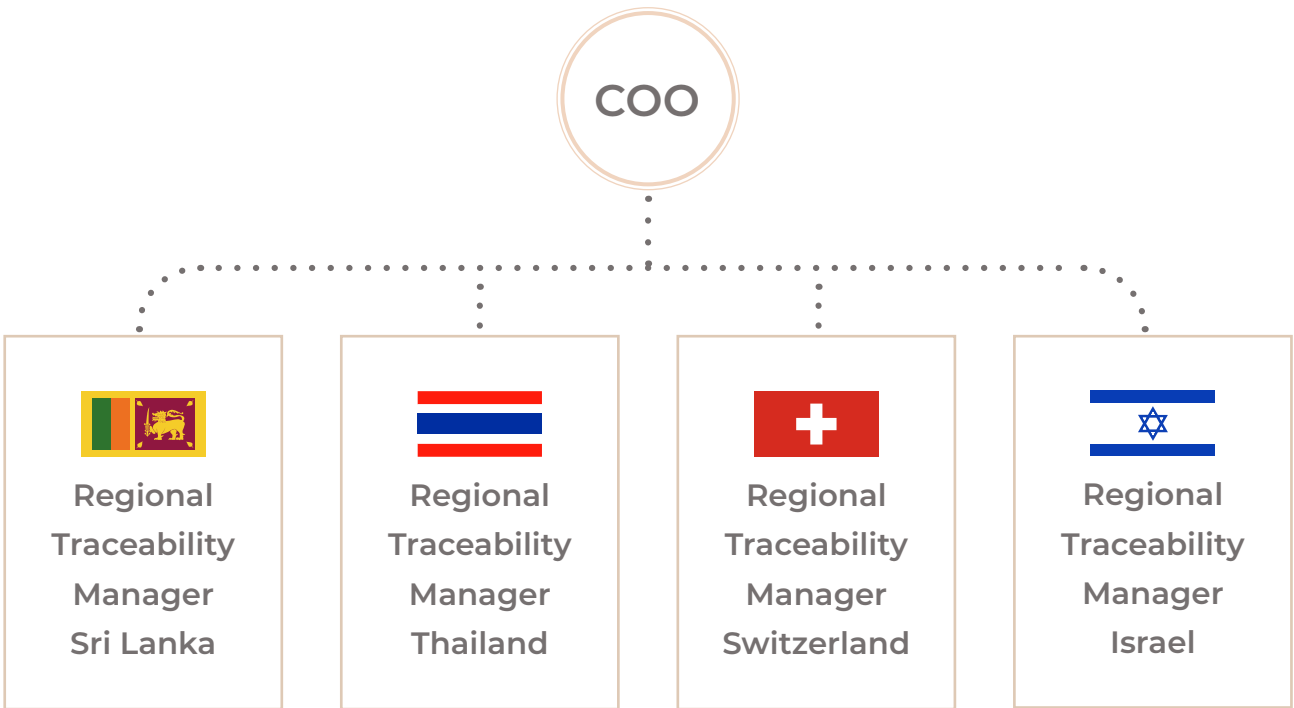 COO
Regional
Traceability
Manager
Sri Lanka
Regional
Traceability
Manager
Thailand
Regional
Traceability
Manager
Switzerland
Regional
Traceability
Manager
Israel